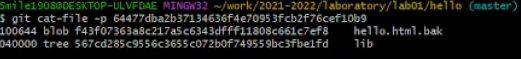 Smile1908@DESKTOP-ULVFDAE MINGW32 ~/work/2021-2022/laboratory/lab01/hello (master)
$ git cat-file -p 64477dba2b37134636f4e70953fcb2f76cef10b9
100644 blob f43f07363a8c217a5c6343dfff11808c661c7ef8 hello.html.bak
040000 tree 567cd285c9556c3655c072b0f749559bc3fbe1fd lib